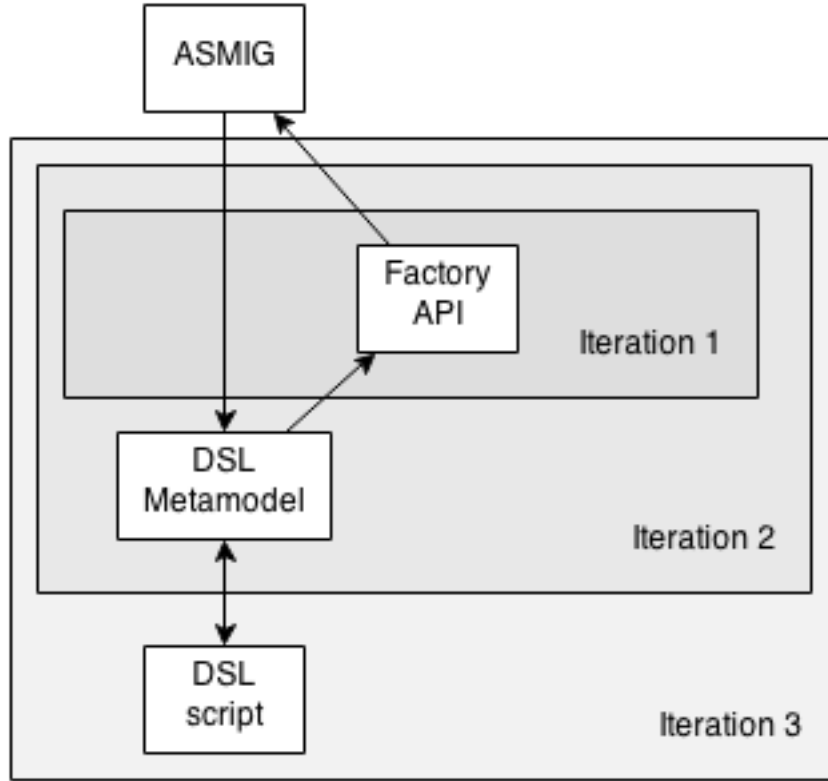 ASMIG
Factory
API
Iteration 1
DSL
Metamodel
Iteration 2
DSL
script
Iteration 3